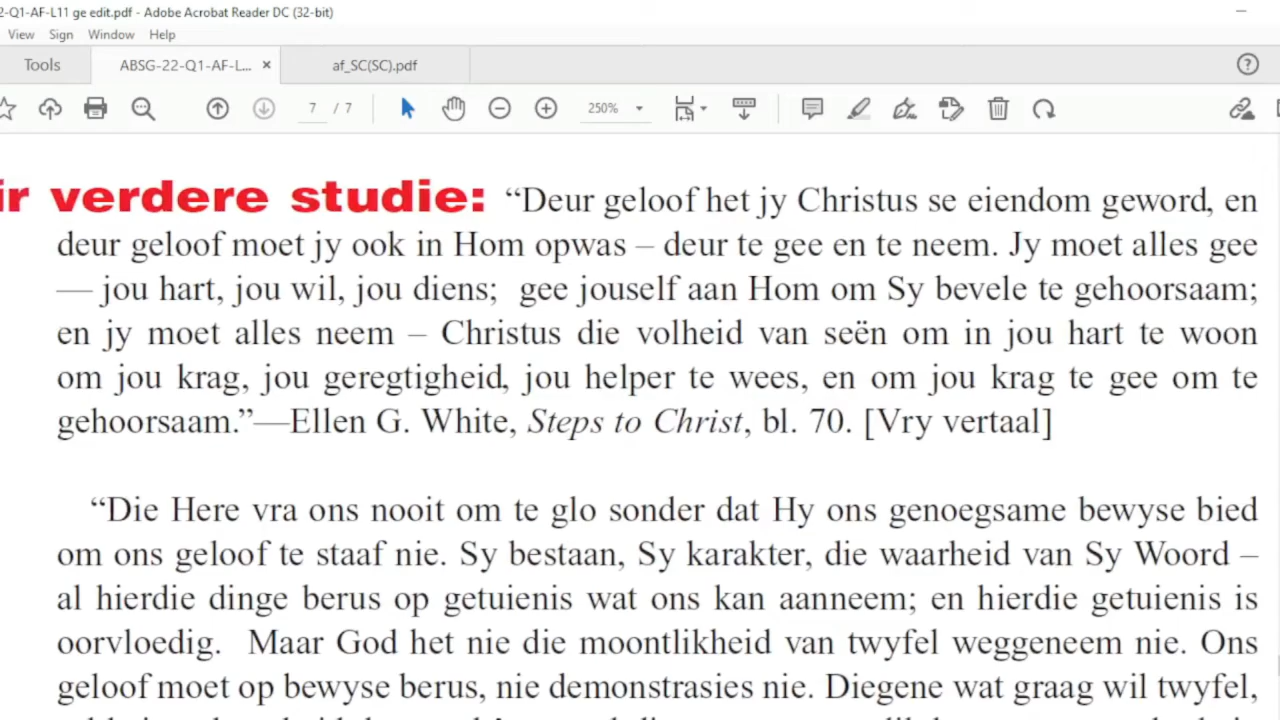 2-Q1-AF-L11 ge edit.pdf - Adobe Acrobat Reader DC (32-bit)
View Sign Window Help
Tools ABSG-22-Q1-AF-L... × af_SC(SC).pdf
7 / 7 250%
ir verdere studie: “Deur geloof het jy Christus se eiendom geword, en
deur geloof moet jy ook in Hom opwas – deur te gee en te neem. Jy moet alles gee
— jou hart, jou wil, jou diens; gee jouself aan Hom om Sy bevele te gehoorsaam;
en jy moet alles neem – Christus die volheid van seën om in jou hart te woon
om jou krag, jou geregtigheid, jou helper te wees, en om jou krag te gee om te
gehoorsaam.”—Ellen G. White, Steps to Christ, bl. 70. [Vry vertaal]
“Die Here vra ons nooit om te glo sonder dat Hy ons genoegsame bewyse bied
om ons geloof te staaf nie. Sy bestaan, Sy karakter, die waarheid van Sy Woord –
al hierdie dinge berus op getuienis wat ons kan aanneem; en hierdie getuienis is
oorvloedig. Maar God het nie die moontlikheid van twyfel weggeneem nie. Ons
geloof moet op bewyse berus, nie demonstrasies nie. Diegene wat graag wil twyfel,